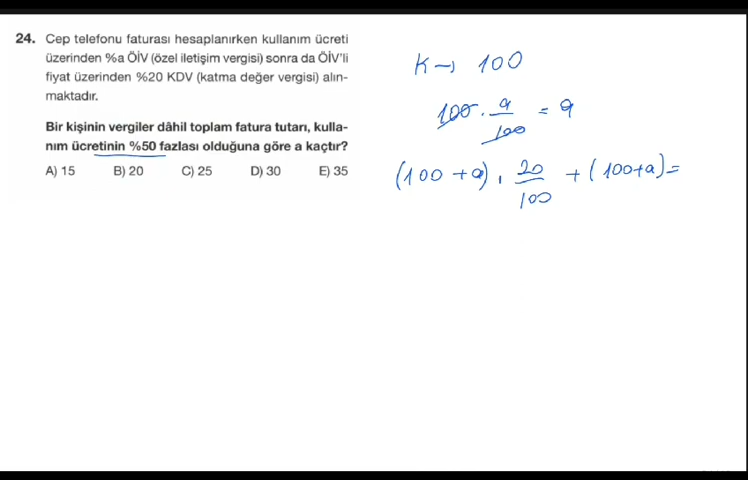 24. Cep telefonu faturası hesaplanırken kullanım ücreti
üzerinden %a ÖİV (özel iletişim vergisi) sonra da ÖİV'li
fiyat üzerinden %20 KDV (katma değer vergisi) alın-
maktadır.
Bir kişinin vergiler dâhil toplam fatura tutarı, kulla-
nım ücretinin %50 fazlası olduğuna göre a kaçtır?
A) 15 B) 20 C) 25 D) 30 E) 35
K → 100
100 . a/100 = a
(100 + a) . 20/100 + (100+a) =